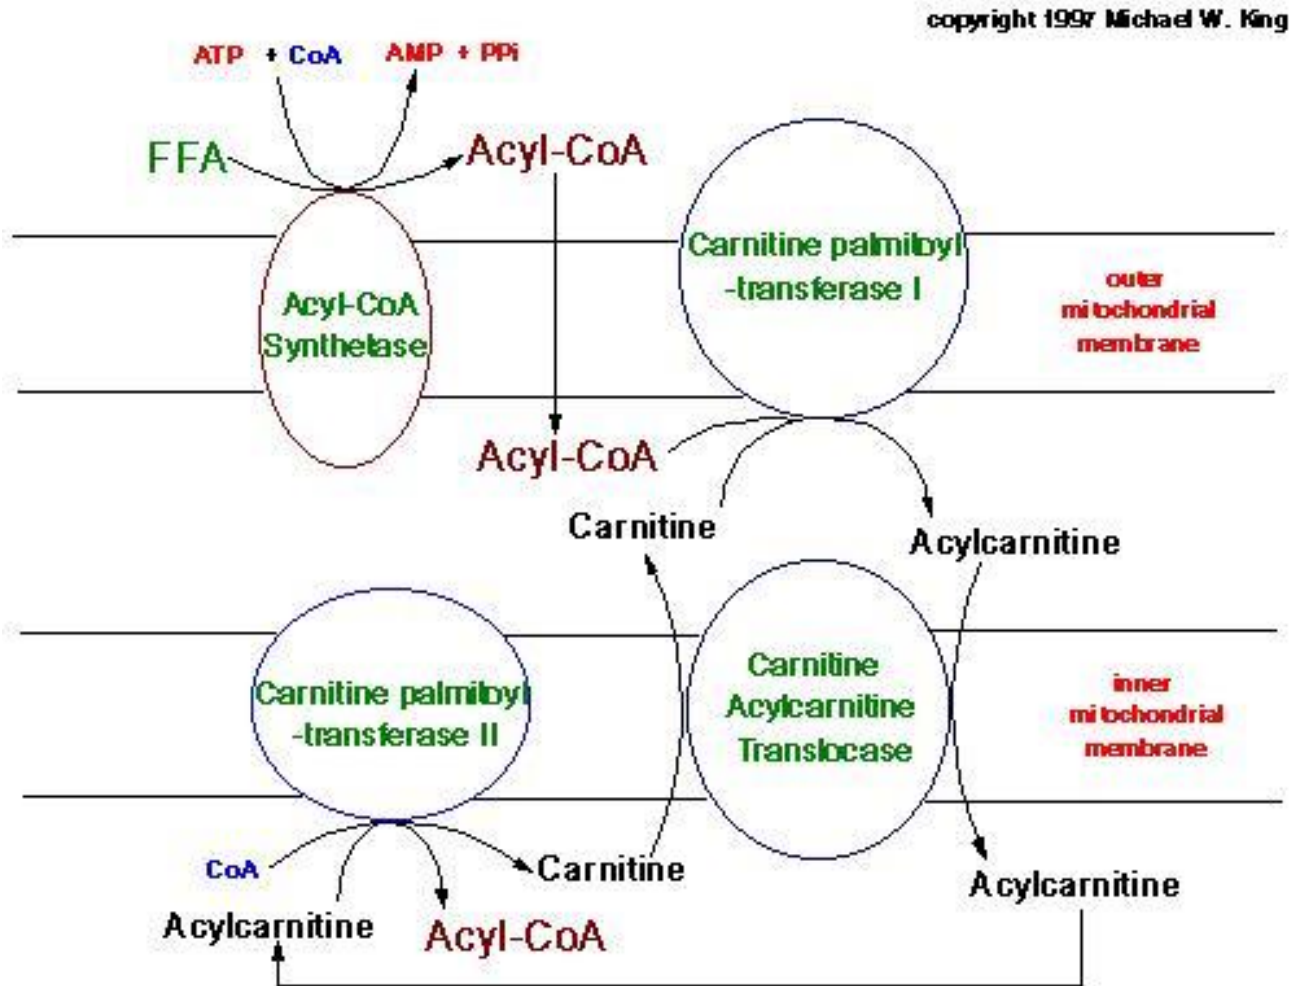 copyright 1997 Michael W. King
ATP + CoA AMP + PPi
FFA
Acyl-CoA
Acyl-CoA
Synthetase
Carnitine palmitoyl
-transferase I
outer
mitochondrial
membrane
Acyl-CoA
Carnitine
Acylcarnitine
Carnitine palmitoyl
-transferase II
Carnitine
Acylcarnitine
Translocase
inner
mitochondrial
membrane
CoA
Carnitine
Acylcarnitine
Acylcarnitine
Acyl-CoA